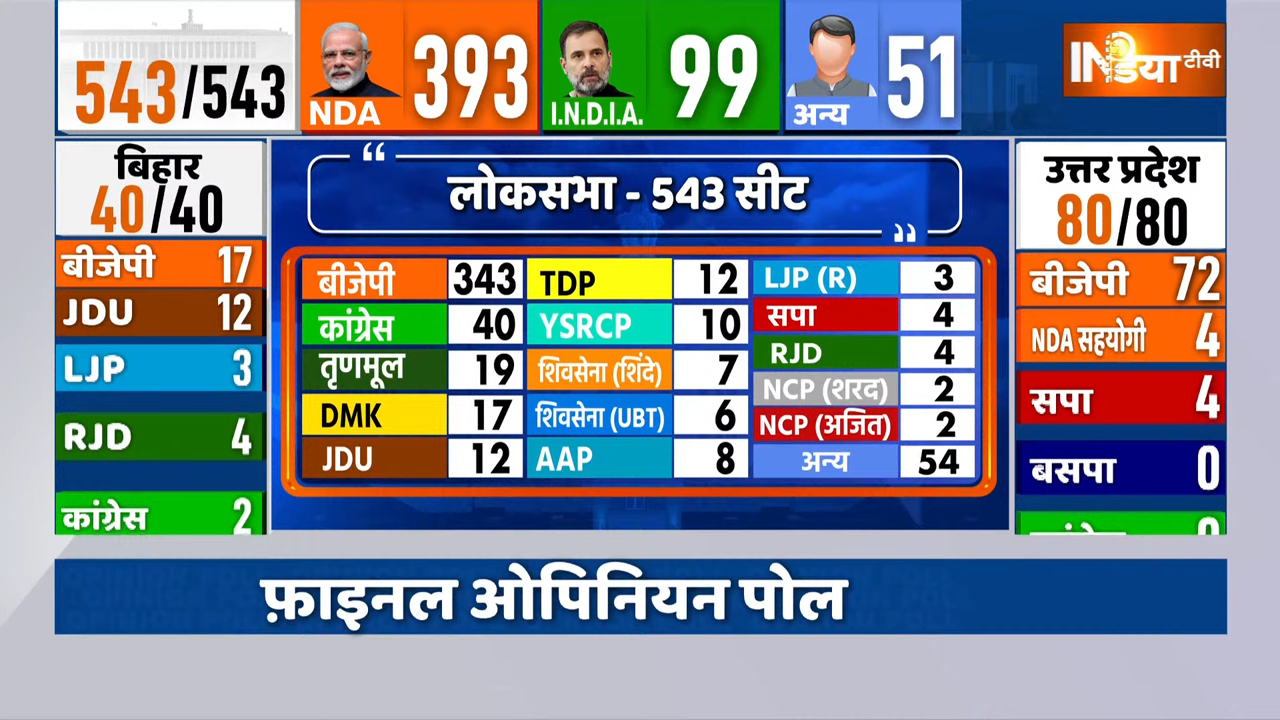 543/543
NDA 393
I.N.D.I.A. 99
अन्य 51
इंडिया टीवी
बिहार
40/40
बीजेपी 17
JDU 12
LJP 3
RJD 4
कांग्रेस 2
“
लोकसभा - 543 सीट
”
बीजेपी 343
कांग्रेस 40
तृणमूल 19
DMK 17
JDU 12
TDP 12
YSRCP 10
शिवसेना (शिंदे) 7
शिवसेना (UBT) 6
AAP 8
LJP (R) 3
सपा 4
RJD 4
NCP (शरद) 2
NCP (अजित) 2
अन्य 54
उत्तर प्रदेश
80/80
बीजेपी 72
NDA सहयोगी 4
सपा 4
बसपा 0
फ़ाइनल ओपिनियन पोल